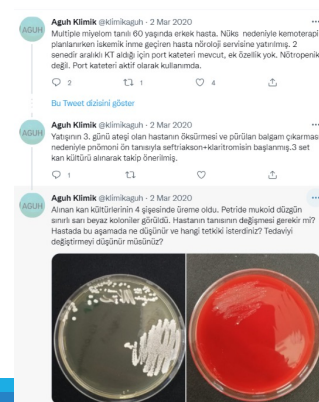 AGUH
Aguh Klimik @klimikaguh · 2 Mar 2020
Multiple miyelom tanılı 60 yaşında erkek hasta. Nüks nedeniyle kemoterapi
planlanırken iskemik inme geçiren hasta nöroloji servisine yatırılmış. 2
senedir aralıklı KT aldığı için port kateteri mevcut, ek özellik yok. Nötropenik
değil. Port kateteri aktif olarak kullanımda.
2 1 4
Bu Tweet dizisini göster
AGUH
Aguh Klimik @klimikaguh · 2 Mar 2020
Yatışının 3. günü ateşi olan hastanın öksürmesi ve pürülan balgam çıkarması
nedeniyle pnömöni ön tanısıyla seftriakson+klaritromisin başlanmış.3 set
kan kültürü alınarak takip önerilmiş.
1
AGUH
Aguh Klimik @klimikaguh · 2 Mar 2020
Alınan kan kültürlerinin 4 şişesinde üreme oldu. Petride mukoid düzgün
sınırlı sarı beyaz koloniler görüldü. Hastanın tanısının değişmesi gerekir mi?
Hastada bu aşamada ne düşünür ve hangi tetkiki isterdiniz? Tedaviyi
değiştirmeyi düşünür müsünüz?